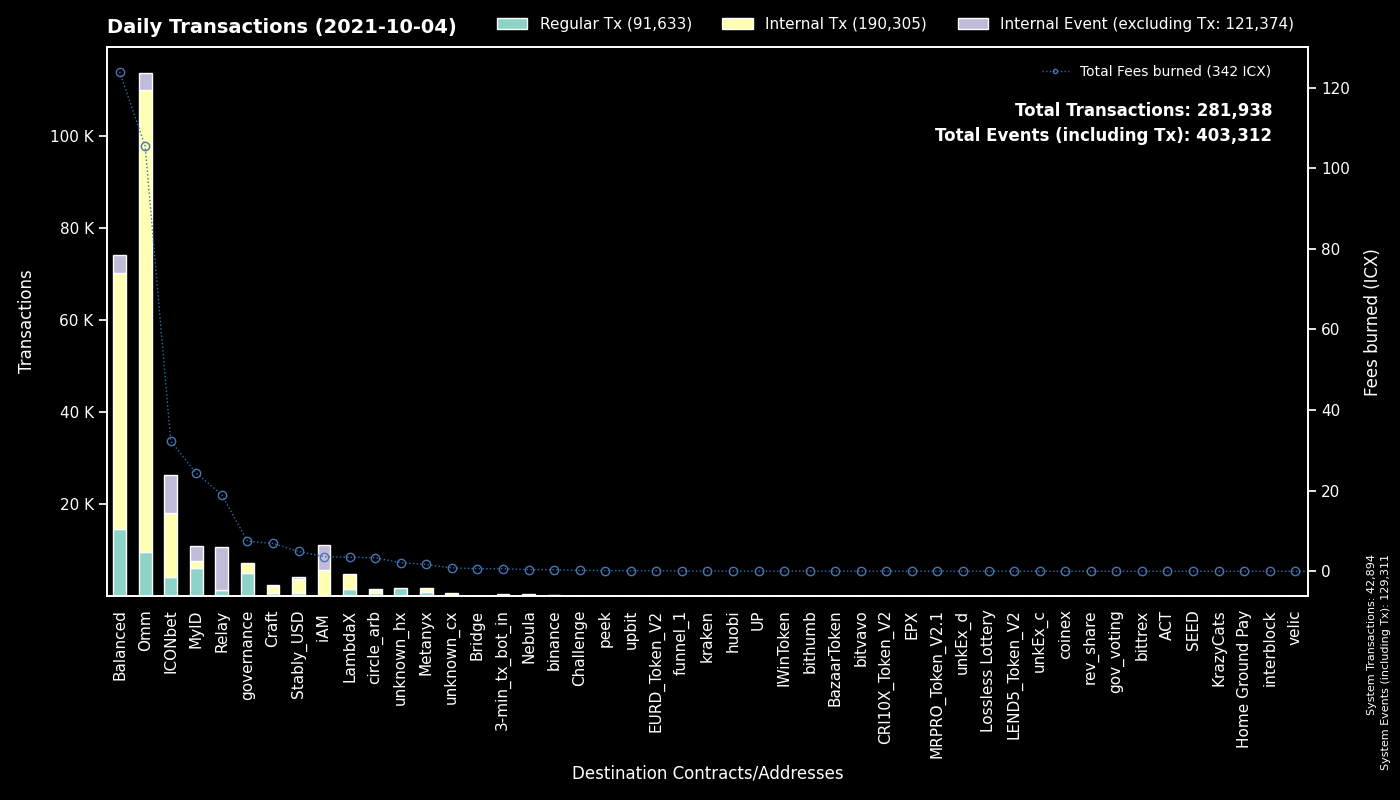 Daily Transactions (2021-10-04)
Regular Tx (91,633)
Internal Tx (190,305)
Internal Event (excluding Tx: 121,374)
Total Fees burned (342 ICX)
Total Transactions: 281,938
Total Events (including Tx): 403,312
Transactions
100 K
80 K
60 K
40 K
20 K
120
100
80
60
40
20
0
Fees burned (ICX)
Balanced
Omm
ICONbet
MyID
Relay
governance
Craft
Stably_USD
IAM
LambdaX
circle_arb
unknown_hx
Metanyx
unknown_cx
Bridge
3-min_tx_bot_in
Nebula
binance
Challenge
peek
upbit
EURD_Token_V2
funnel_1
kraken
huobi
UP
IWinToken
bithumb
BazaarToken
bitvavo
CRI10X_Token_V2
EPX
MRPRO_Token_V2.1
unkEx_d
Lossless Lottery
LEND5_Token_V2
unkEx_c
coinex
rev_share
gov_voting
bittrex
ACT
SEED
KrazyCats
Home Ground Pay
interblock
velic
Destination Contracts/Addresses
System Transactions: 42,894
System Events (including Tx): 129,311